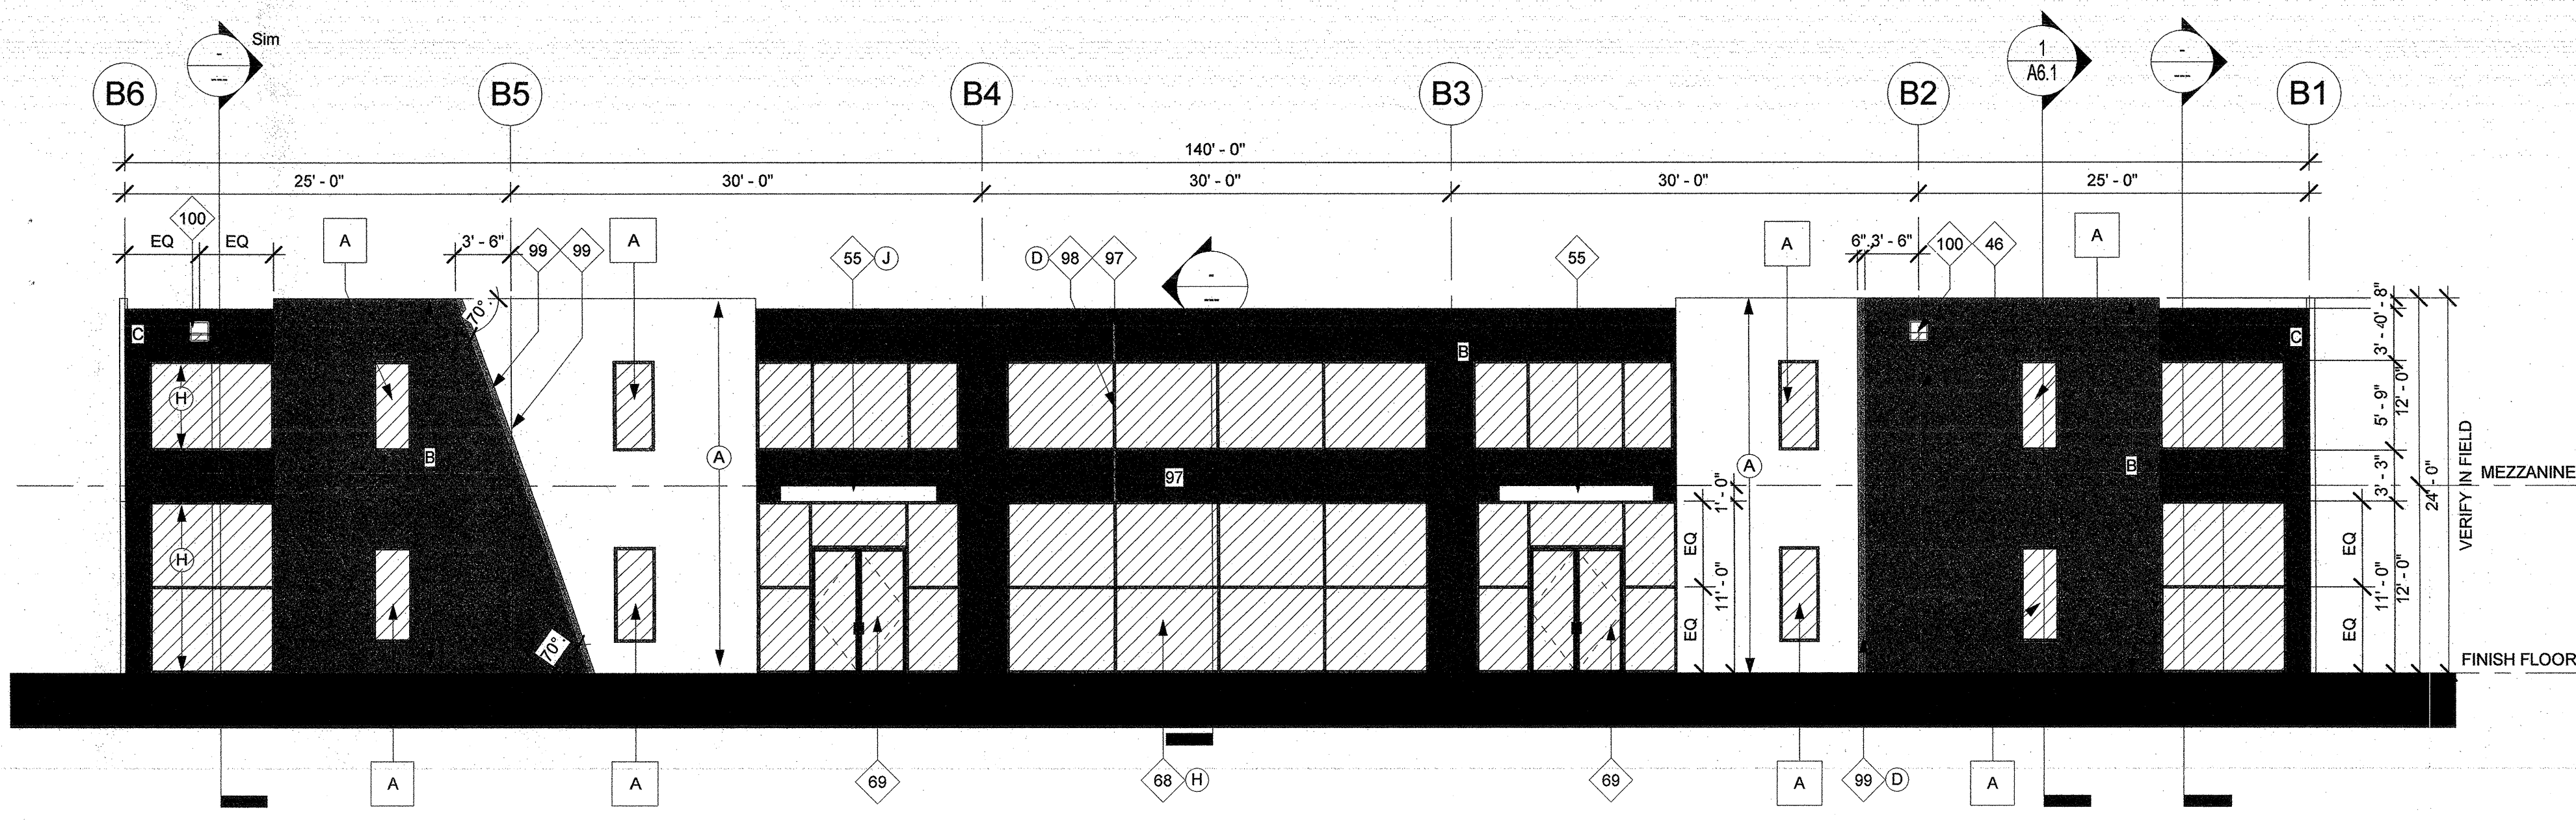 Sim
-
---
1
A6.1
-
---
B6
B5
B4
B3
B2
B1
140' - 0"
25' - 0"
30' - 0"
30' - 0"
30' - 0"
25' - 0"
100
EQ
EQ
A
3' - 6"
99
99
A
55
J
D
98
97
-
---
55
A
6"
3' - 6"
100
46
A
70°
C
B
C
0' - 8"
3' - 4"
H
5' - 9"
12' - 0"
B
A
97
A
B
3' - 3"
24' - 0"
VERIFY IN FIELD
MEZZANINE
1' - 0"
H
EQ
EQ
11' - 0"
EQ
EQ
11' - 0"
12' - 0"
70°
FINISH FLOOR
A
A
69
68
H
69
A
99
D
A